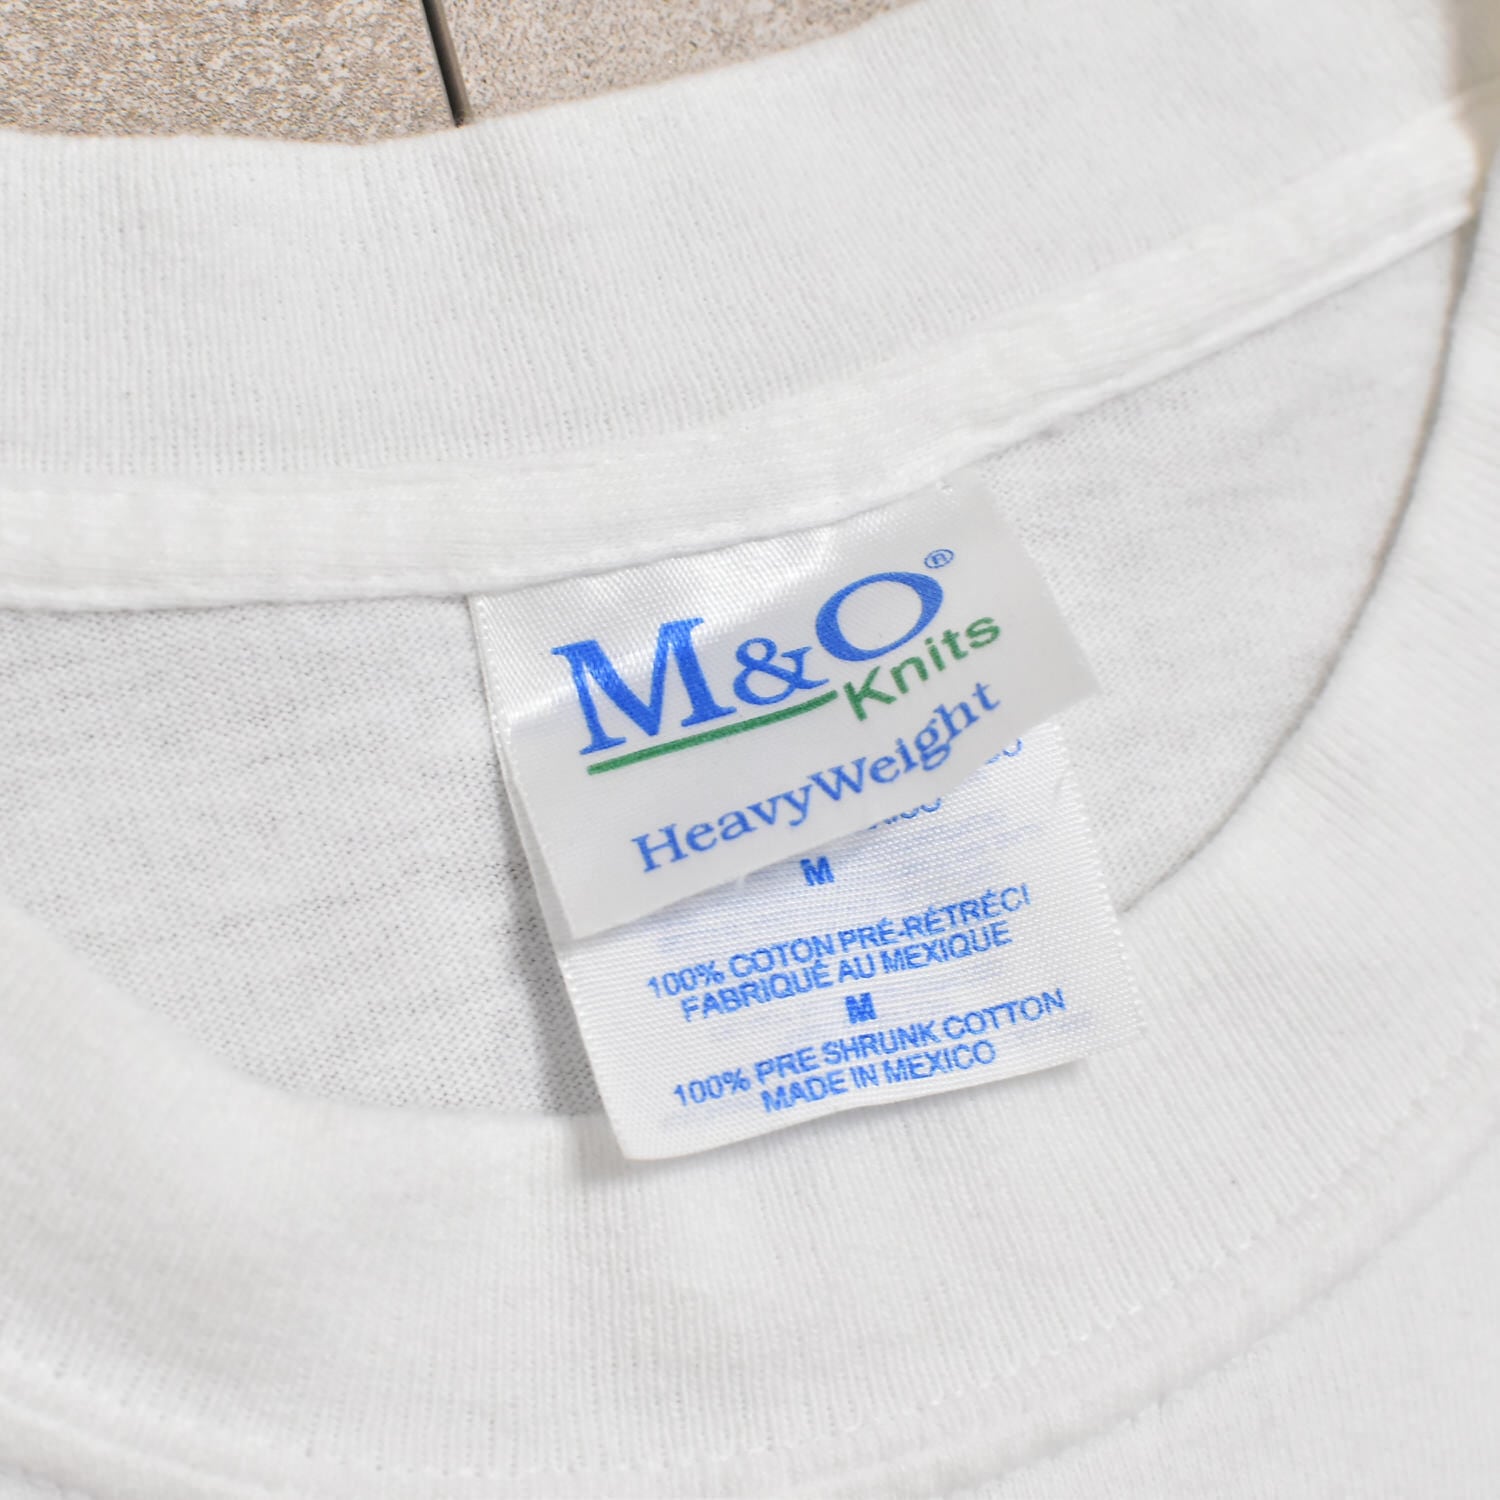 M&O®
Knits
HeavyWeight
M
100% COTON PRÉ-RÉTRÉCI
FABRIQUÉ AU MEXIQUE
M
100% PRE SHRUNK COTTON
MADE IN MEXICO